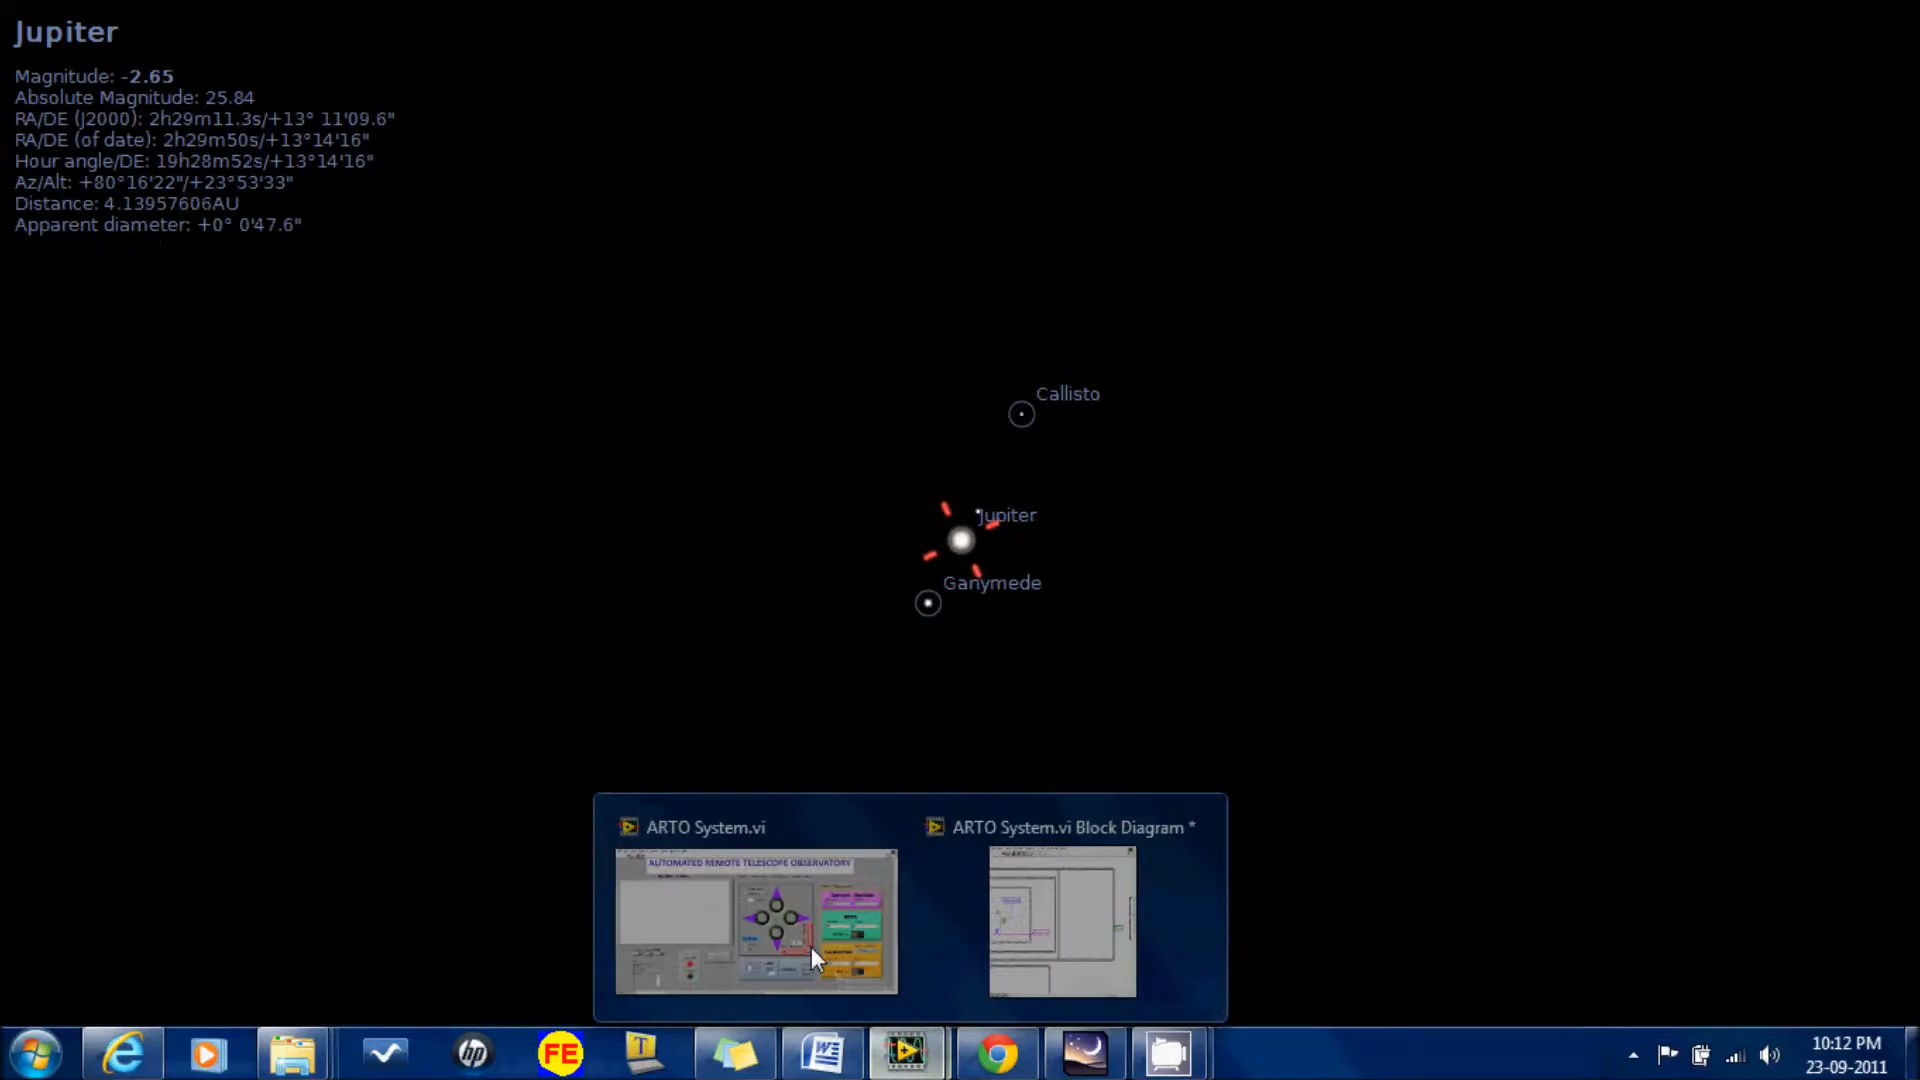 Jupiter
Magnitude: -2.65
Absolute Magnitude: 25.84
RA/DE (J2000): 2h29m11.3s/+13° 11'09.6"
RA/DE (of date): 2h29m50s/+13°14'16"
Hour angle/DE: 19h28m52s/+13°14'16"
Az/Alt: +80°16'22"/+23°53'33"
Distance: 4.13957606AU
Apparent diameter: +0° 0'47.6"
Callisto
Jupiter
Ganymede
ARTO System.vi
ARTO System.vi Block Diagram *
AUTOMATED REMOTE TELESCOPE OBSERVATORY
hp
FE
T
W
10:12 PM
23-09-2011